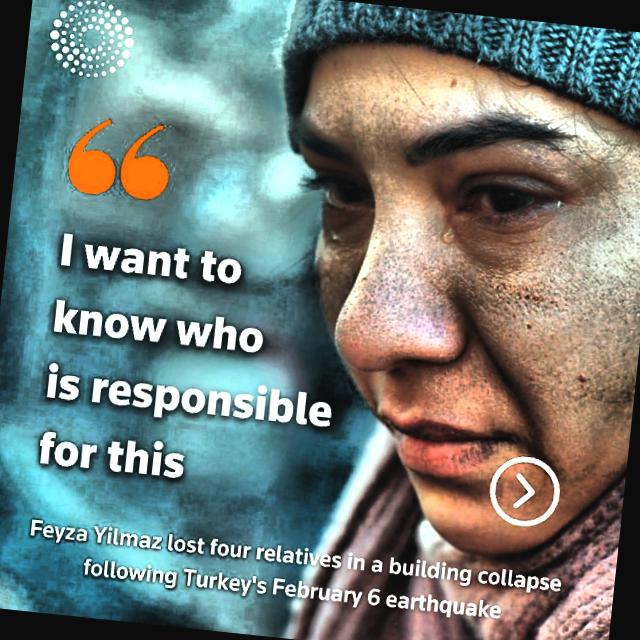 I want to
know who
is responsible
for this
Feyza Yilmaz lost four relatives in a building collapse
following Turkey's February 6 earthquake